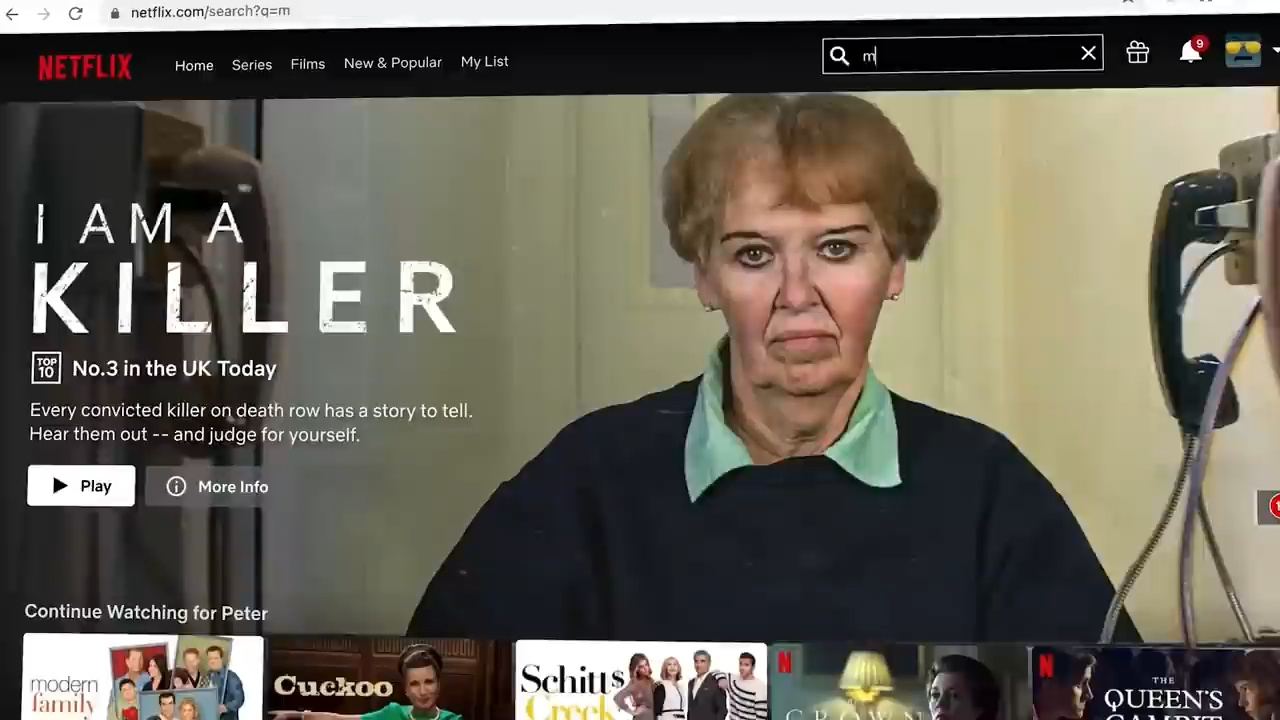 netflix.com/search?q=m
NETFLIX
Home Series Films New & Popular My List
m
9
I AM A
KILLER
TOP
10
No.3 in the UK Today
Every convicted killer on death row has a story to tell.
Hear them out -- and judge for yourself.
Play
More Info
Continue Watching for Peter
modern
family
Cuckoo
Schitt$
Creek
N
CROWN
N
THE
QUEEN'S
GAMBIT